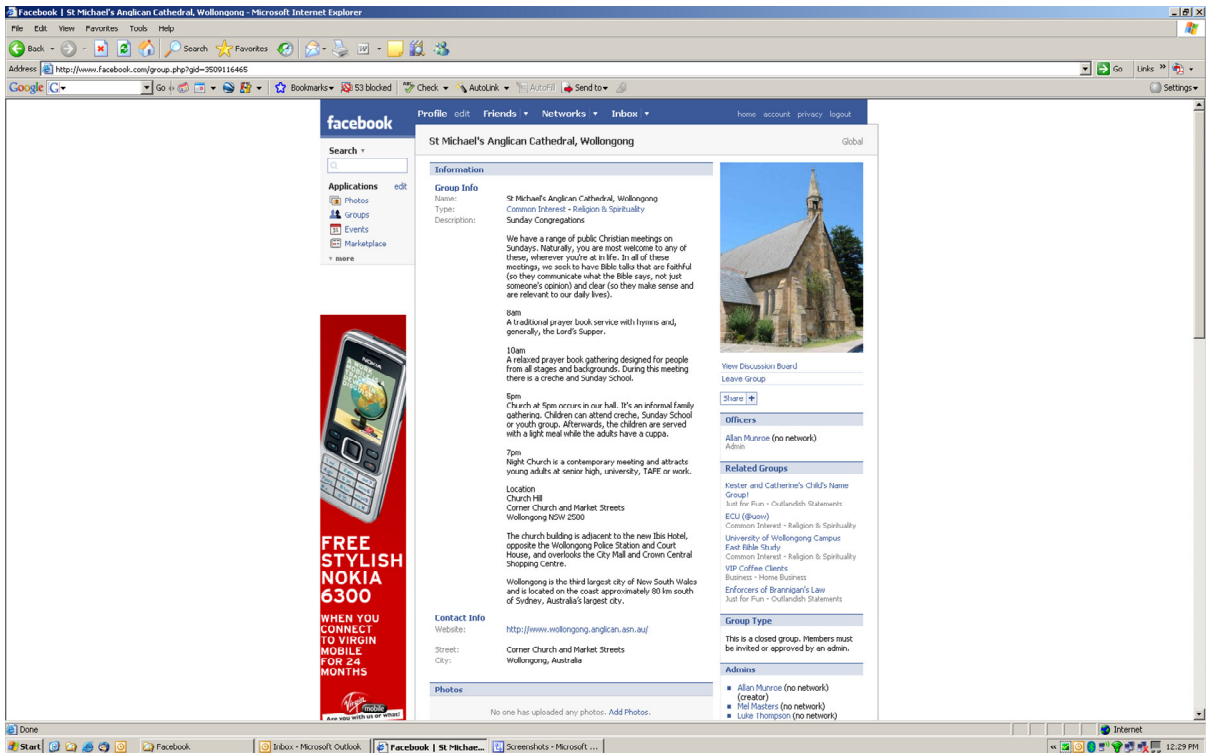 Facebook | St Michael's Anglican Cathedral, Wollongong - Microsoft Internet Explorer
File Edit View Favorites Tools Help
Back Search Favorites
Address http://www.facebook.com/group.php?gid=3509116465 Go Links »
Google G Go Bookmarks 53 blocked Check AutoLink AutoFill Send to Settings
facebook
Profile edit Friends Networks Inbox home account privacy logout
Search
Applications edit
Photos
Groups
Events
Marketplace
more
NOKIA
FREE
STYLISH
NOKIA
6300
WHEN YOU
CONNECT
TO VIRGIN
MOBILE
FOR 24
MONTHS
Virgin
mobile
Are you with us or what?
St Michael's Anglican Cathedral, Wollongong Global
Information
Group Info
Name: St Michael's Anglican Cathedral, Wollongong
Type: Common Interest - Religion & Spirituality
Description: Sunday Congregations
We have a range of public Christian meetings on
Sundays. Naturally, you are most welcome to any of
these, wherever you're at in life. In all of these
meetings, we seek to have Bible talks that are faithful
(so they communicate what the Bible says, not just
someone's opinion) and clear (so they make sense and
are relevant to our daily lives).
8am
A traditional prayer book service with hymns and,
generally, the Lord's Supper.
10am
A relaxed prayer book gathering designed for people
from all stages and backgrounds. During this meeting
there is a creche and Sunday School.
5pm
Church at 5pm occurs in our hall. It's an informal family
gathering. Children can attend creche, Sunday School
or youth group. Afterwards, the children are served
with a light meal while the adults have a cuppa.
7pm
Night Church is a contemporary meeting and attracts
young adults at senior high, university, TAFE or work.
Location
Church Hill
Corner Church and Market Streets
Wollongong NSW 2500
The church building is adjacent to the new Ibis Hotel,
opposite the Wollongong Police Station and Court
House, and overlooks the City Mall and Crown Central
Shopping Centre.
Wollongong is the third largest city of New South Wales
and is located on the coast approximately 80 km south
of Sydney, Australia's largest city.
Contact Info
Website: http://www.wollongong.anglican.asn.au/
Street: Corner Church and Market Streets
City: Wollongong, Australia
Photos
No one has uploaded any photos. Add Photos.
View Discussion Board
Leave Group
Share +
Officers
Allan Munroe (no network)
Admin
Related Groups
Kester and Catherine's Child's Name
Group!
Just for Fun - Outlandish Statements
ECU (@uow)
Common Interest - Religion & Spirituality
University of Wollongong Campus
East Bible Study
Common Interest - Religion & Spirituality
VIP Coffee Clients
Business - Home Business
Enforcers of Brannigan's Law
Just for Fun - Outlandish Statements
Group Type
This is a closed group. Members must
be invited or approved by an admin.
Admins
Allan Munroe (no network)
(creator)
Mel Masters (no network)
Luke Thompson (no network)
Done Internet
Start Facebook Inbox - Microsoft Outlook Facebook | St Michae... Screenshots - Microsoft ... 12:29 PM